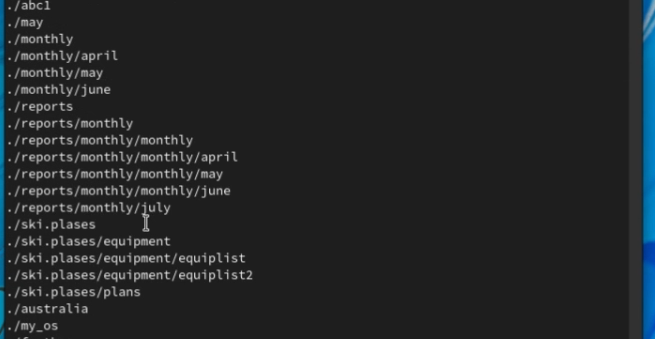 ./abc1
./may
./monthly
./monthly/april
./monthly/may
./monthly/june
./reports
./reports/monthly
./reports/monthly/monthly
./reports/monthly/monthly/april
./reports/monthly/monthly/may
./reports/monthly/monthly/june
./reports/monthly/july
./ski.plases
./ski.plases/equipment
./ski.plases/equipment/equiplist
./ski.plases/equipment/equiplist2
./ski.plases/plans
./australia
./my_os